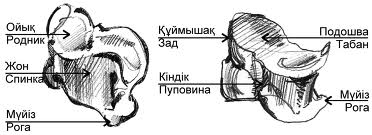 Ойық
Родник
Жон
Спинка
Мүйіз
Рога
Құймышақ
Зад
Кіндік
Пуповина
Подошва
Табан
Мүйіз
Рога